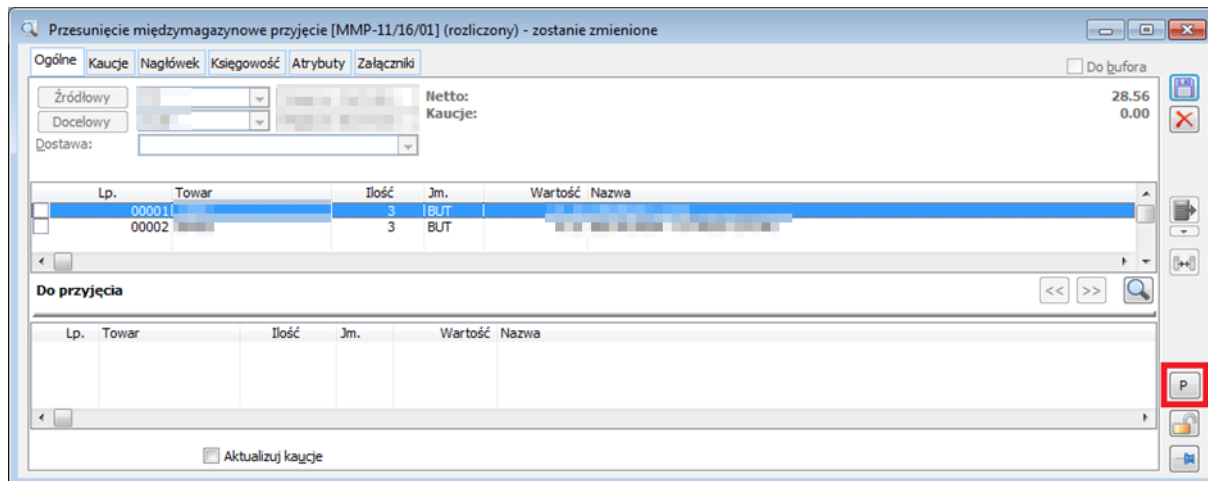 Przesunięcie międzymagazynowe przyjęcie [MMP-11/16/01] (rozliczony) - zostanie zmienione
Ogólne Kaucje Nagłówek Księgowość Atrybuty Załączniki
Do bufora
Źródłowy Netto: 28.56
Docelowy Kaucje: 0.00
Dostawa:
Lp. Towar Ilość Jm. Wartość Nazwa
00001 3 BUT
00002 3 BUT
Do przyjęcia << >>
Lp. Towar Ilość Jm. Wartość Nazwa
P
Aktualizuj kaucje